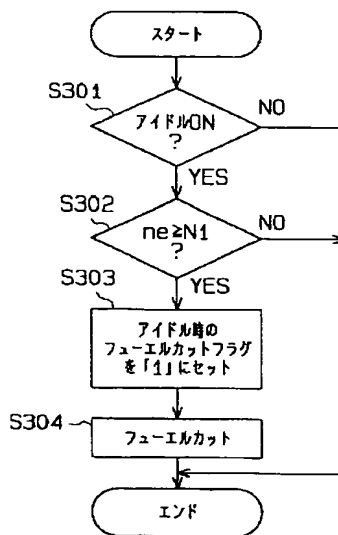 スタート
S301
アイドルON
?
NO
YES
S302
ne≧N1
?
NO
YES
S303
アイドル時の
フューエルカットフラグ
を「1」にセット
S304
フューエルカット
エンド